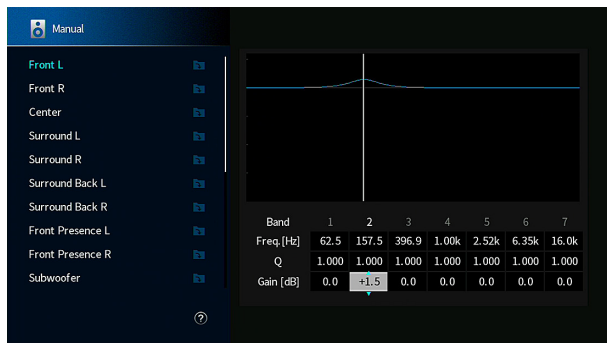 Manual
Front L
Front R
Center
Surround L
Surround R
Surround Back L
Surround Back R
Front Presence L
Front Presence R
Subwoofer
?
Band 1 2 3 4 5 6 7
Freq.[Hz] 62.5 157.5 396.9 1.00k 2.52k 6.35k 16.0k
Q 1.000 1.000 1.000 1.000 1.000 1.000 1.000
Gain [dB] 0.0 +1.5 0.0 0.0 0.0 0.0 0.0